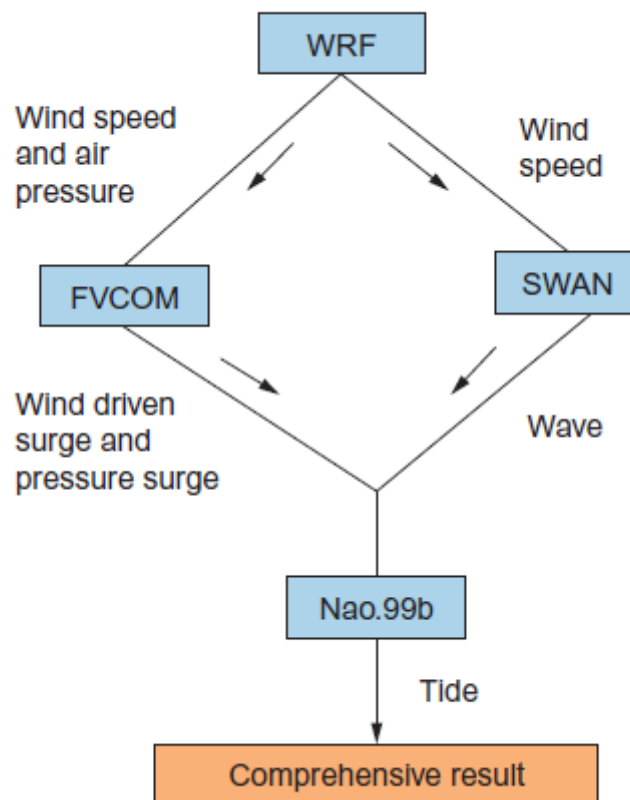 WRF
Wind speed
and air
pressure
Wind
speed
FVCOM
SWAN
Wind driven
surge and
pressure surge
Wave
Nao.99b
Tide
Comprehensive result